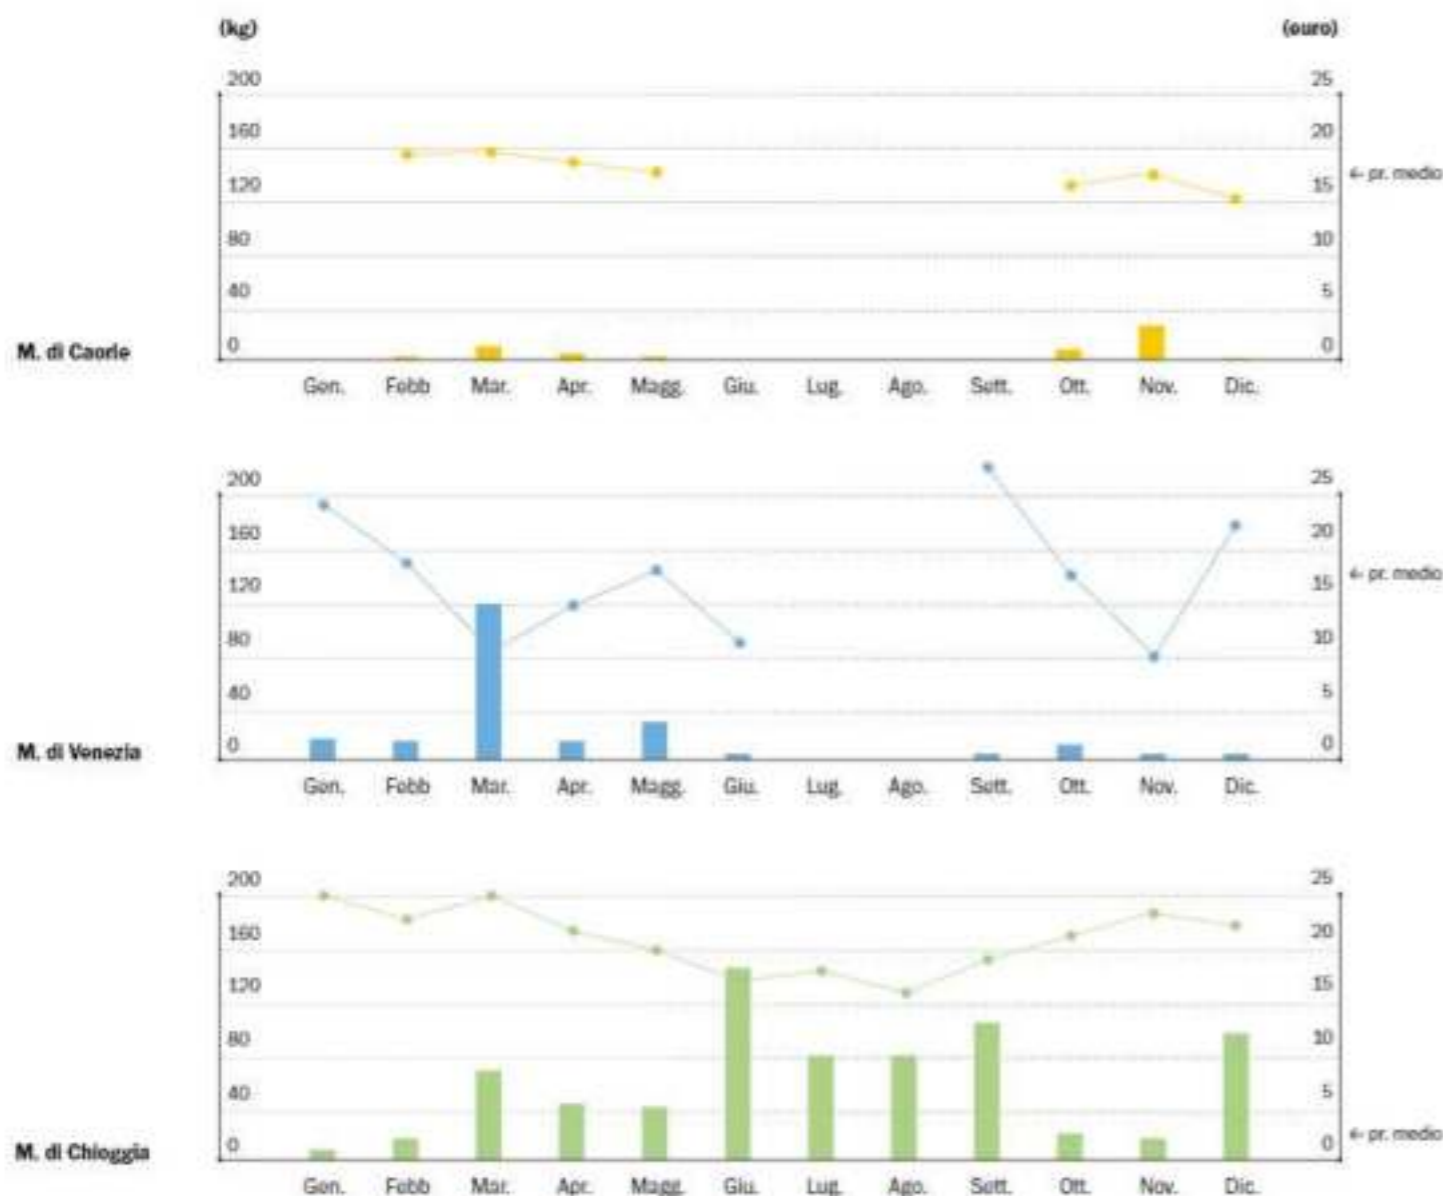 (kg) (euro)
200 25
160 20
← pr. medio
120 15
80 10
40 5
M. di Caorle 0 0
Gen. Febb Mar. Apr. Magg. Giu. Lug. Ago. Sett. Ott. Nov. Dic.
200 25
160 20
← pr. medio
120 15
80 10
40 5
M. di Venezia 0 0
Gen. Febb Mar. Apr. Magg. Giu. Lug. Ago. Sett. Ott. Nov. Dic.
200 25
160 20
120 15
80 10
40 5
← pr. medio
M. di Chioggia 0 0
Gen. Febb Mar. Apr. Magg. Giu. Lug. Ago. Sett. Ott. Nov. Dic.